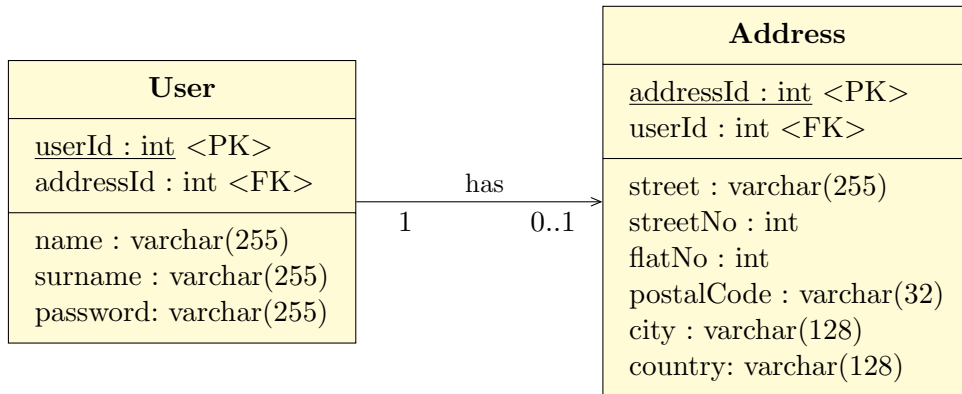 User
userId : int <PK>
addressId : int <FK>
name : varchar(255)
surname : varchar(255)
password: varchar(255)
has
1
0..1
Address
addressId : int <PK>
userId : int <FK>
street : varchar(255)
streetNo : int
flatNo : int
postalCode : varchar(32)
city : varchar(128)
country: varchar(128)